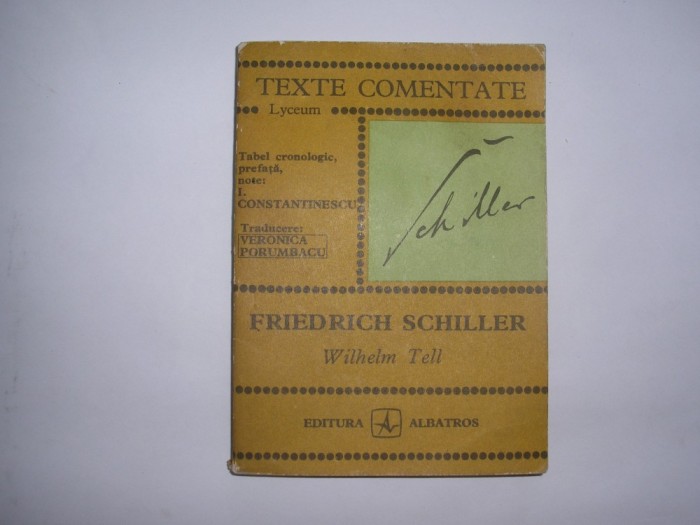 TEXTE COMENTATE
Lyceum
Tabel cronologic,
prefață,
note:
I.
CONSTANTINESCU
Traducere:
VERONICA
PORUMBACU
Schiller
FRIEDRICH SCHILLER
Wilhelm Tell
EDITURA ALBATROS